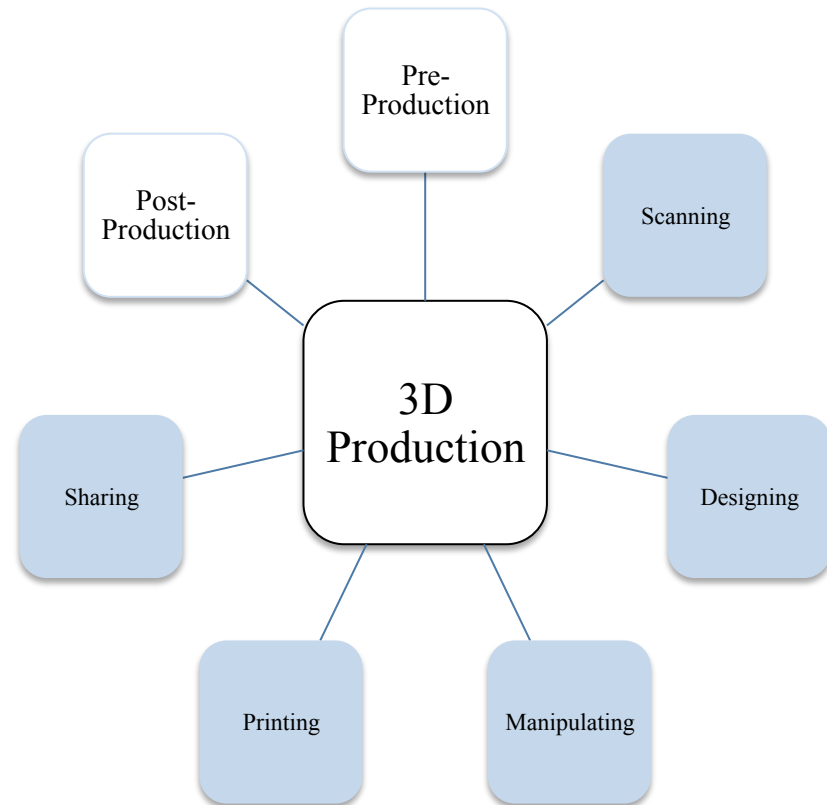 Pre-
Production
Scanning
Designing
Manipulating
Printing
Sharing
Post-
Production
3D
Production